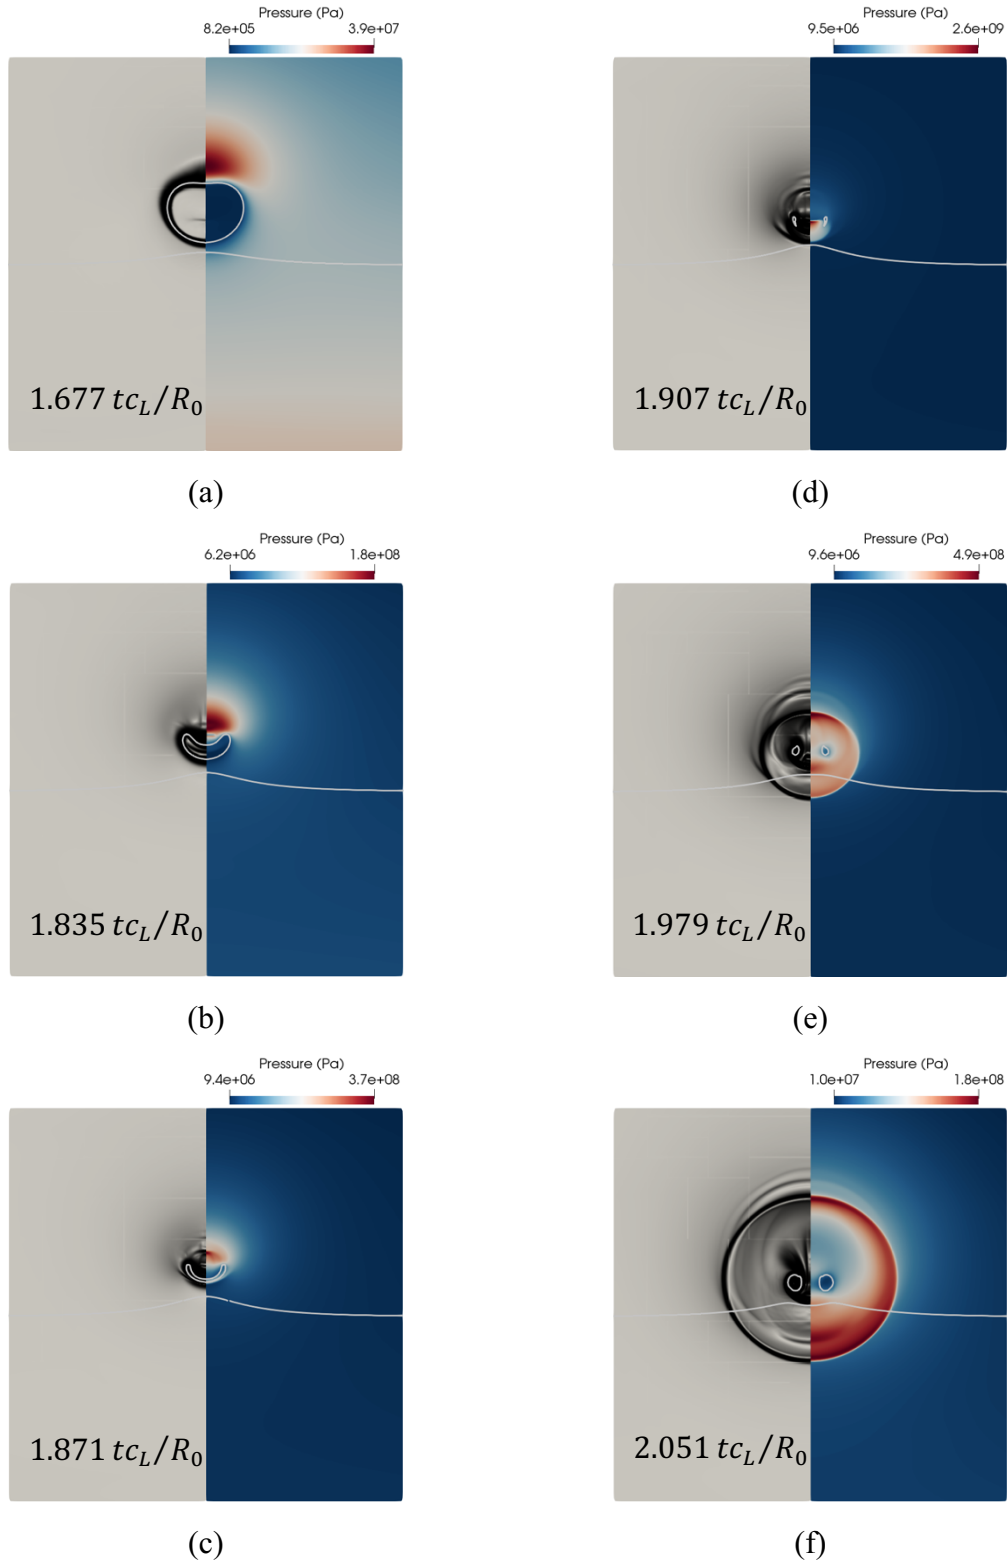 Pressure (Pa)
8.2e+05 3.9e+07
1.677 tc_L/R_0
(a)
Pressure (Pa)
6.2e+06 1.8e+08
1.835 tc_L/R_0
(b)
Pressure (Pa)
9.4e+06 3.7e+08
1.871 tc_L/R_0
(c)
Pressure (Pa)
9.5e+06 2.6e+09
1.907 tc_L/R_0
(d)
Pressure (Pa)
9.6e+06 4.9e+08
1.979 tc_L/R_0
(e)
Pressure (Pa)
1.0e+07 1.8e+08
2.051 tc_L/R_0
(f)